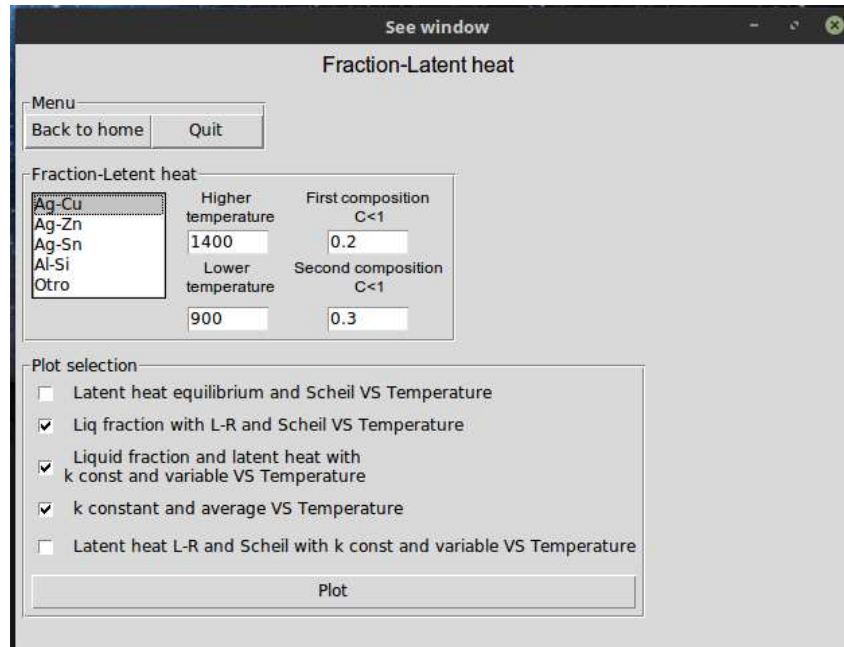 See window
Fraction-Latent heat
Menu
Back to home
Quit
Fraction-Letent heat
Ag-Cu
Ag-Zn
Ag-Sn
Al-Si
Otro
Higher
temperature
1400
Lower
temperature
900
First composition
C<1
0.2
Second composition
C<1
0.3
Plot selection
Latent heat equilibrium and Scheil VS Temperature
Liq fraction with L-R and Scheil VS Temperature
Liquid fraction and latent heat with
k const and variable VS Temperature
k constant and average VS Temperature
Latent heat L-R and Scheil with k const and variable VS Temperature
Plot